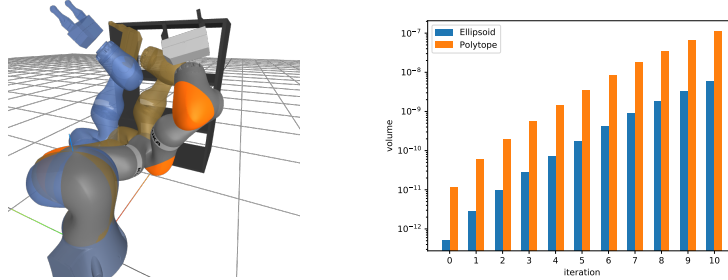 Ellipsoid
Polytope
10⁻⁷
10⁻⁸
10⁻⁹
10⁻¹⁰
10⁻¹¹
10⁻¹²
volume
0 1 2 3 4 5 6 7 8 9 10
iteration